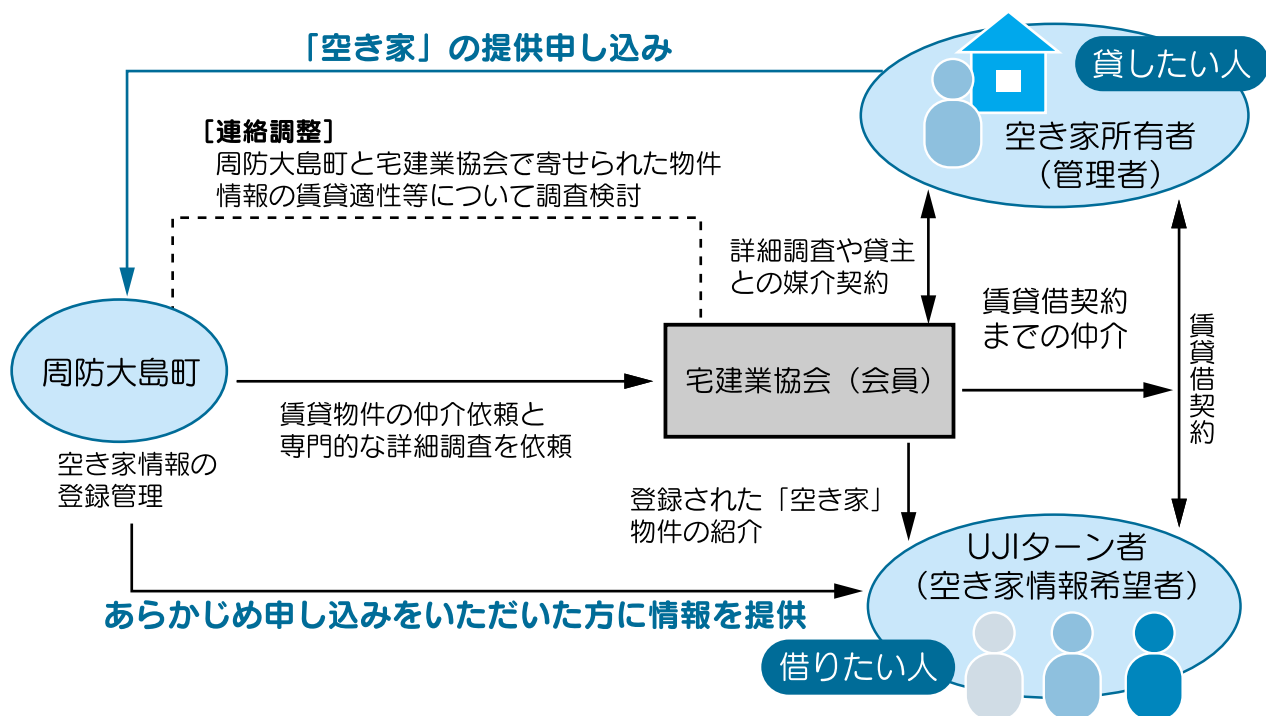 「空き家」の提供申し込み
貸したい人
空き家所有者
（管理者）
［連絡調整］
周防大島町と宅建業協会で寄せられた物件
情報の賃貸適性等について調査検討
詳細調査や貸主
との媒介契約
賃貸借契約
までの仲介
賃貸借契約
周防大島町
宅建業協会（会員）
賃貸物件の仲介依頼と
専門的な詳細調査を依頼
空き家情報の
登録管理
登録された「空き家」
物件の紹介
UJIターン者
（空き家情報希望者）
あらかじめ申し込みをいただいた方に情報を提供
借りたい人